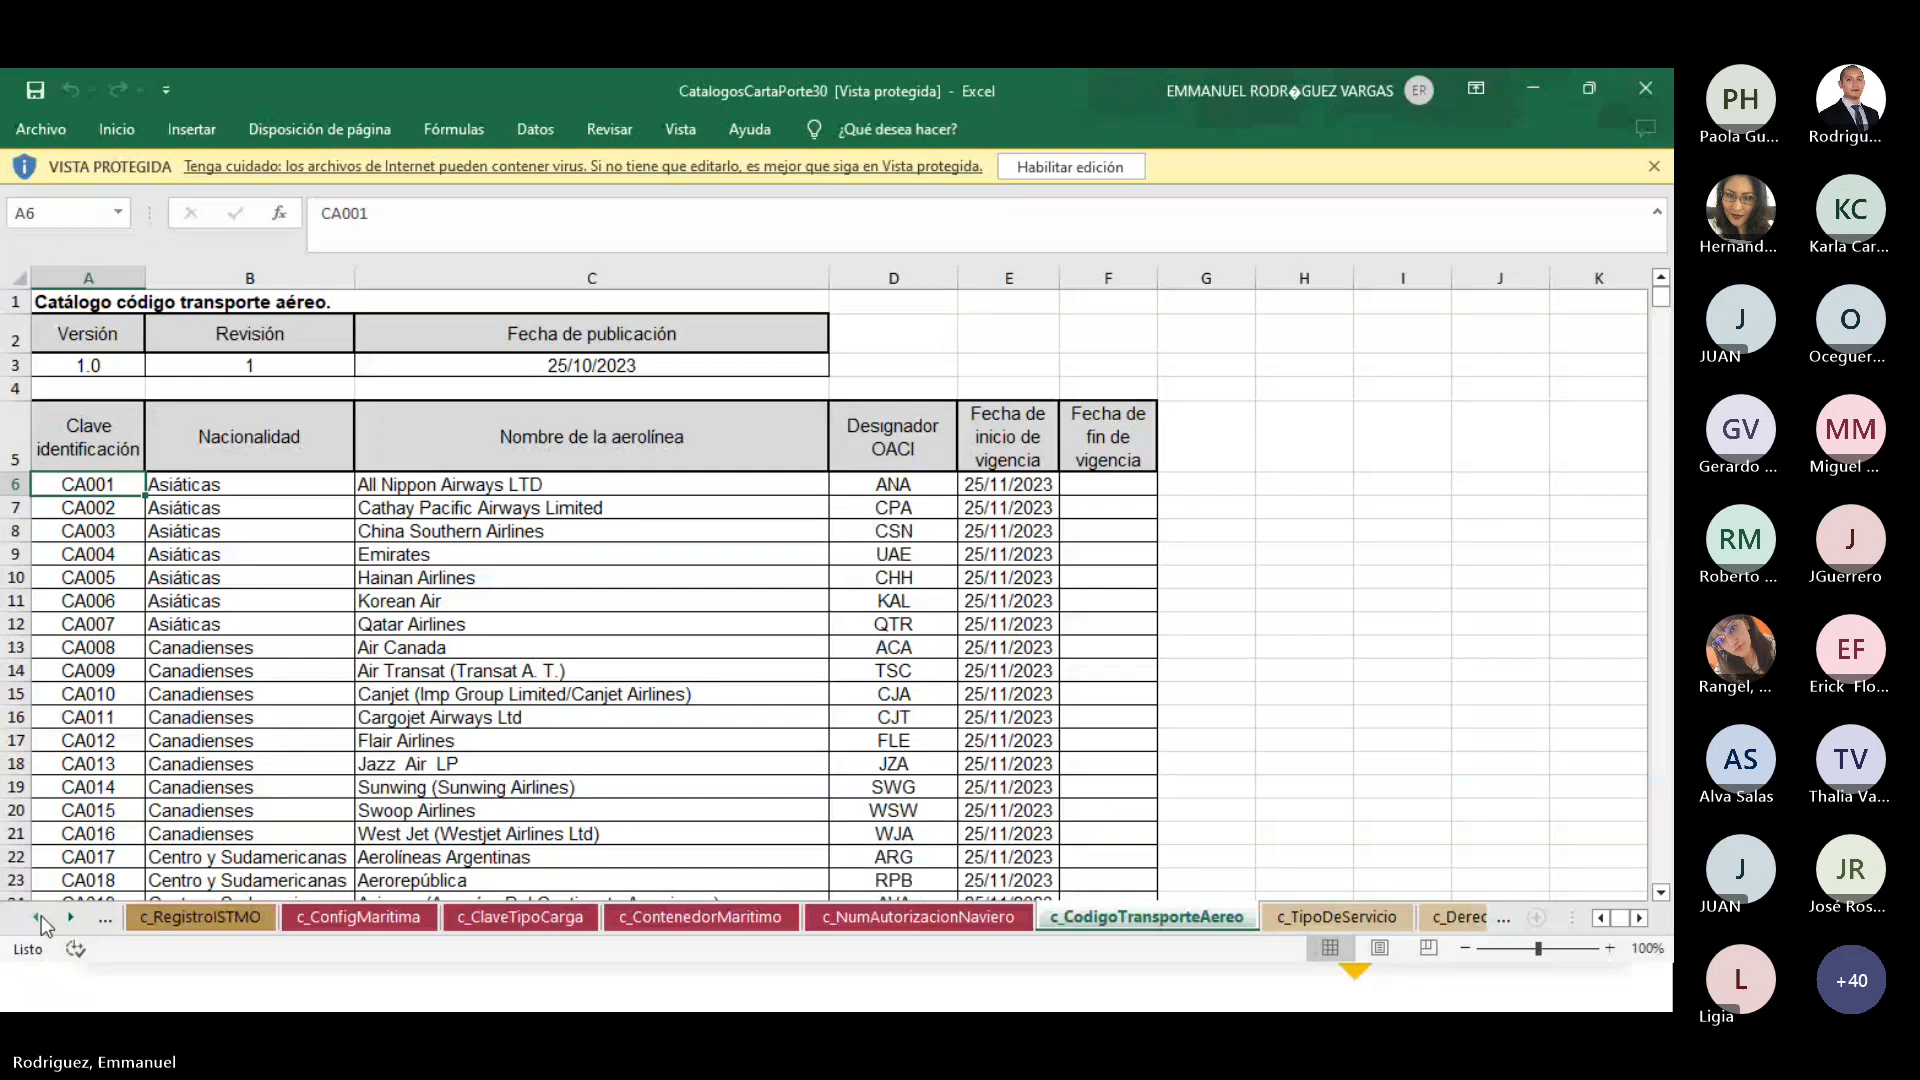 CatalogosCartaPorte30 [Vista protegida] - Excel
EMMANUEL RODR�GUEZ VARGAS
ER
Archivo Inicio Insertar Disposición de página Fórmulas Datos Revisar Vista Ayuda ¿Qué desea hacer?
VISTA PROTEGIDA Tenga cuidado: los archivos de Internet pueden contener virus. Si no tiene que editarlo, es mejor que siga en Vista protegida. Habilitar edición
A6 fx CA001
A B C D E F G H I J K
1 Catálogo código transporte aéreo.
2 Versión Revisión Fecha de publicación
3 1.0 1 25/10/2023
4
5 Clave identificación Nacionalidad Nombre de la aerolínea Designador OACI Fecha de inicio de vigencia Fecha de fin de vigencia
6 CA001 Asiáticas All Nippon Airways LTD ANA 25/11/2023
7 CA002 Asiáticas Cathay Pacific Airways Limited CPA 25/11/2023
8 CA003 Asiáticas China Southern Airlines CSN 25/11/2023
9 CA004 Asiáticas Emirates UAE 25/11/2023
10 CA005 Asiáticas Hainan Airlines CHH 25/11/2023
11 CA006 Asiáticas Korean Air KAL 25/11/2023
12 CA007 Asiáticas Qatar Airlines QTR 25/11/2023
13 CA008 Canadienses Air Canada ACA 25/11/2023
14 CA009 Canadienses Air Transat (Transat A. T.) TSC 25/11/2023
15 CA010 Canadienses Canjet (Imp Group Limited/Canjet Airlines) CJA 25/11/2023
16 CA011 Canadienses Cargojet Airways Ltd CJT 25/11/2023
17 CA012 Canadienses Flair Airlines FLE 25/11/2023
18 CA013 Canadienses Jazz Air LP JZA 25/11/2023
19 CA014 Canadienses Sunwing (Sunwing Airlines) SWG 25/11/2023
20 CA015 Canadienses Swoop Airlines WSW 25/11/2023
21 CA016 Canadienses West Jet (Westjet Airlines Ltd) WJA 25/11/2023
22 CA017 Centro y Sudamericanas Aerolíneas Argentinas ARG 25/11/2023
23 CA018 Centro y Sudamericanas Aerorepública RPB 25/11/2023
... c_RegistroISTMO c_ConfigMaritima c_ClaveTipoCarga c_ContenedorMaritimo c_NumAutorizacionNaviero c_CodigoTransporteAereo c_TipoDeServicio c_Derec ...
Listo
100%
PH
Paola Gu...
Rodrigu...
Hernánd...
KC
Karla Car...
J
JUAN
O
Oceguer...
GV
Gerardo ...
MM
Miguel ...
RM
Roberto ...
J
JGuerrero
Rangel, ...
EF
Erick Flo...
AS
Alva Salas
TV
Thalia Va...
J
JUAN
JR
José Ros...
L
Ligia
+40
Rodriguez, Emmanuel